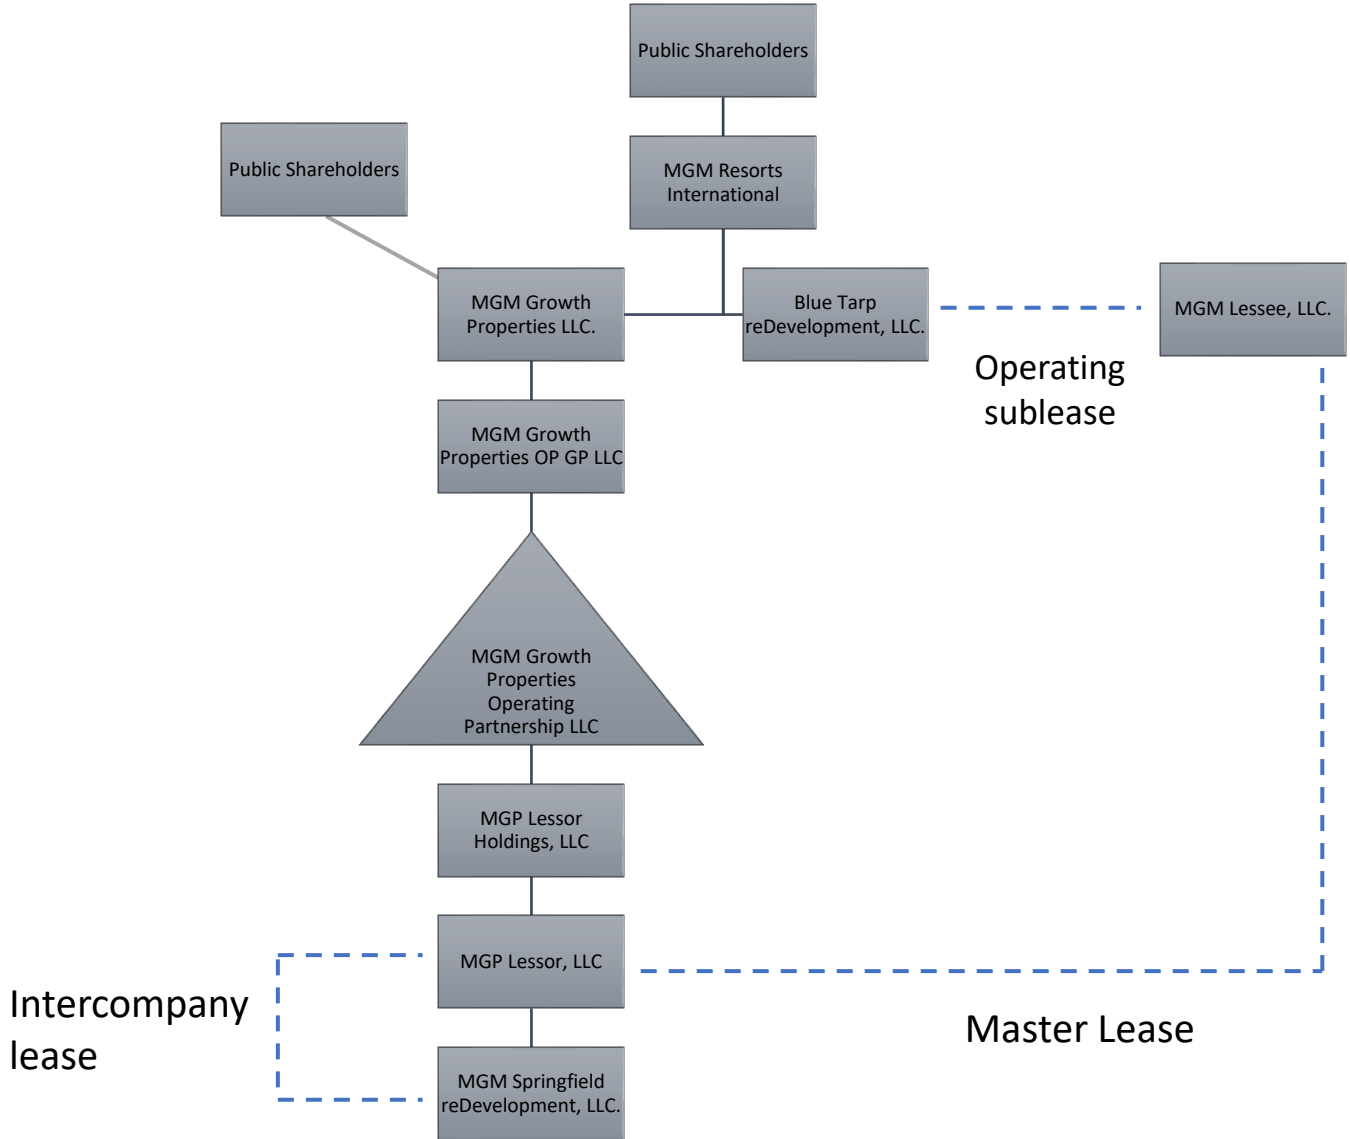 Public Shareholders
MGM Resorts
International
Public Shareholders
MGM Growth
Properties LLC.
Blue Tarp
reDevelopment, LLC.
MGM Lessee, LLC.
Operating
sublease
MGM Growth
Properties OP GP LLC
MGM Growth
Properties
Operating
Partnership LLC
MGP Lessor
Holdings, LLC
MGP Lessor, LLC
Intercompany
lease
Master Lease
MGM Springfield
reDevelopment, LLC.